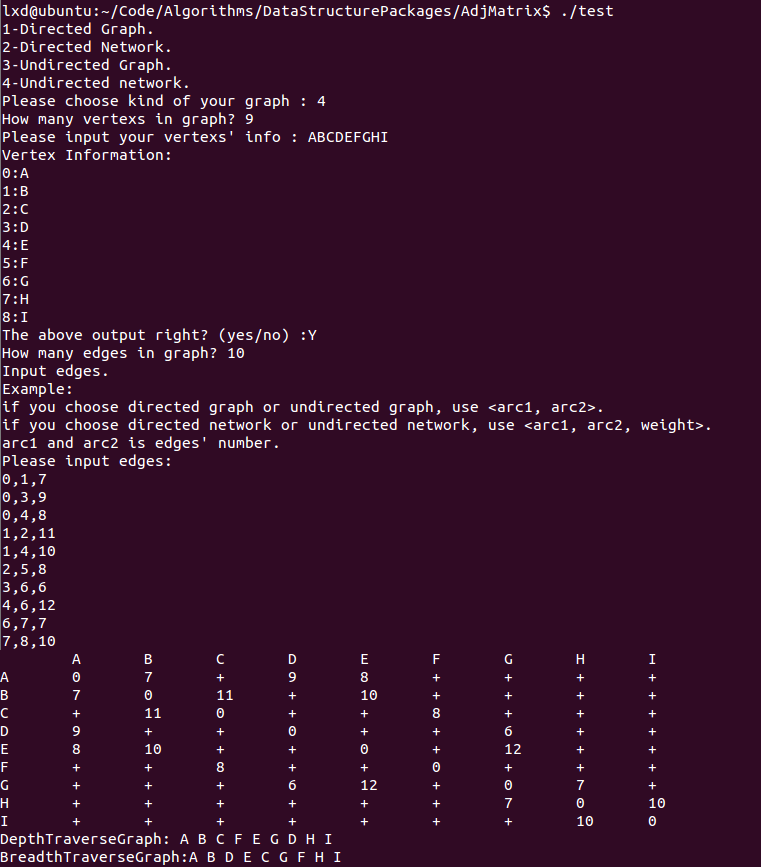 lxd@ubuntu:~/Code/Algorithms/DataStructurePackages/AdjMatrix$ ./test
1-Directed Graph.
2-Directed Network.
3-Undirected Graph.
4-Undirected network.
Please choose kind of your graph : 4
How many vertexs in graph? 9
Please input your vertexs' info : ABCDEFGHI
Vertex Information:
0:A
1:B
2:C
3:D
4:E
5:F
6:G
7:H
8:I
The above output right? (yes/no) :Y
How many edges in graph? 10
Input edges.
Example:
if you choose directed graph or undirected graph, use <arc1, arc2>.
if you choose directed network or undirected network, use <arc1, arc2, weight>.
arc1 and arc2 is edges' number.
Please input edges:
0,1,7
0,3,9
0,4,8
1,2,11
1,4,10
2,5,8
3,6,6
4,6,12
6,7,7
7,8,10
A B C D E F G H I
A 0 7 + 9 8 + + + +
B 7 0 11 + 10 + + + +
C + 11 0 + + 8 + + +
D 9 + + 0 + + 6 + +
E 8 10 + + 0 + 12 + +
F + + 8 + + 0 + + +
G + + + 6 12 + 0 7 +
H + + + + + + 7 0 10
I + + + + + + + 10 0
DepthTraverseGraph: A B C F E G D H I
BreadthTraverseGraph:A B D E C G F H I